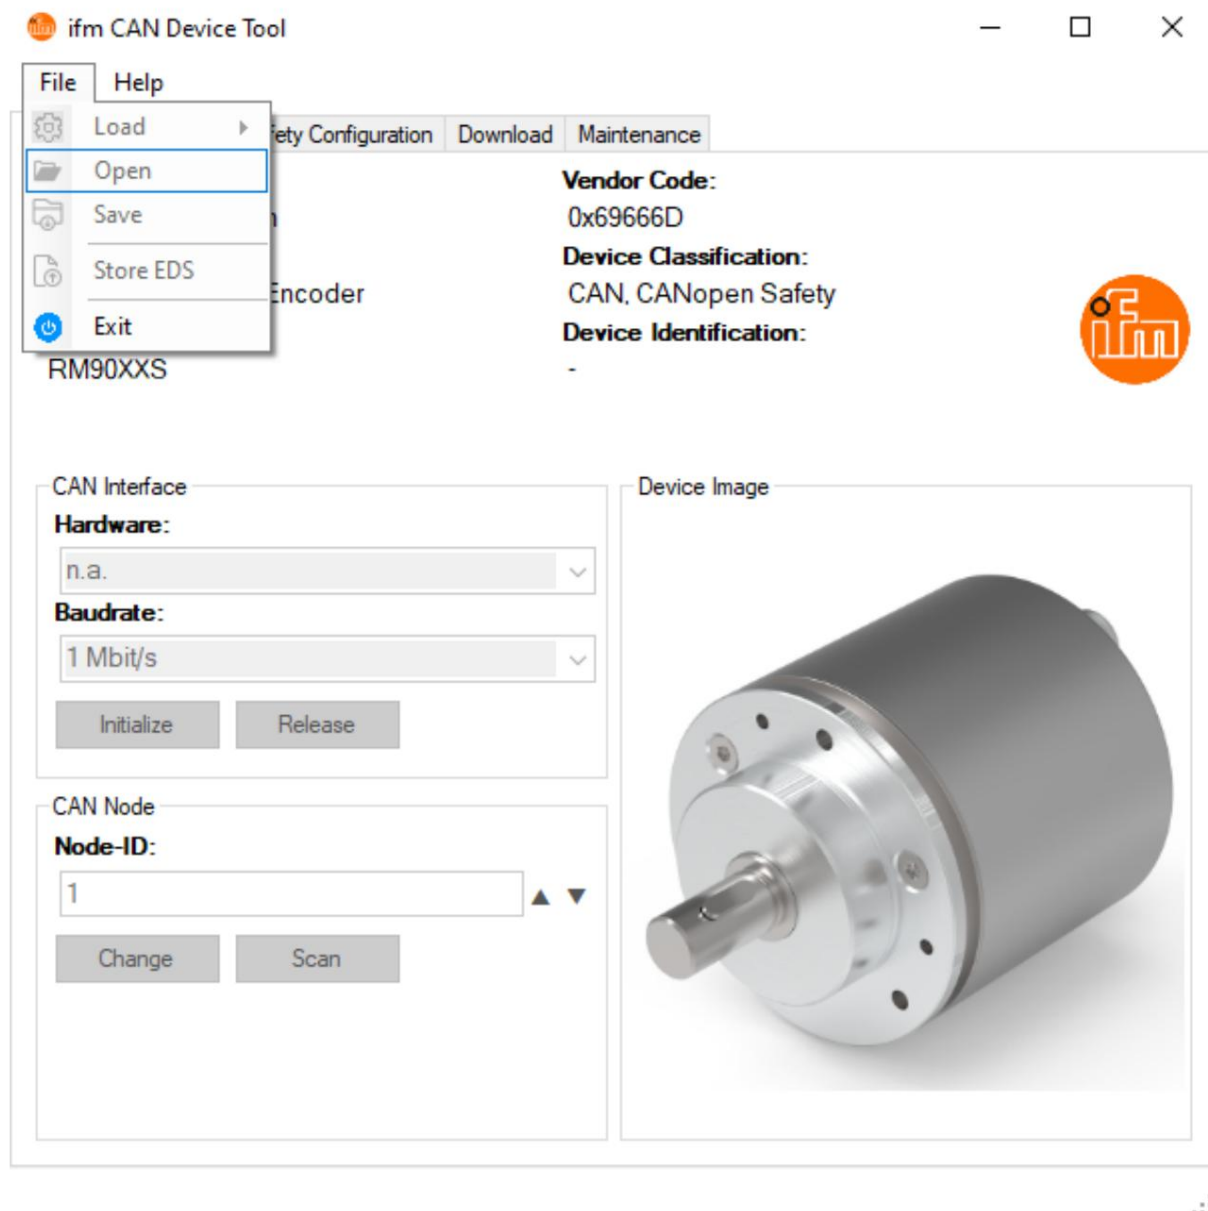 ifm CAN Device Tool
File Help
Load
Open
Save
Store EDS
Exit
Configuration Download Maintenance
Vendor Code:
0x69666D
Device Classification:
Encoder
CAN, CANopen Safety
Device Identification:
RM90XXS
-
ifm
CAN Interface
Hardware:
n.a.
Baudrate:
1 Mbit/s
Initialize Release
CAN Node
Node-ID:
1
Change Scan
Device Image